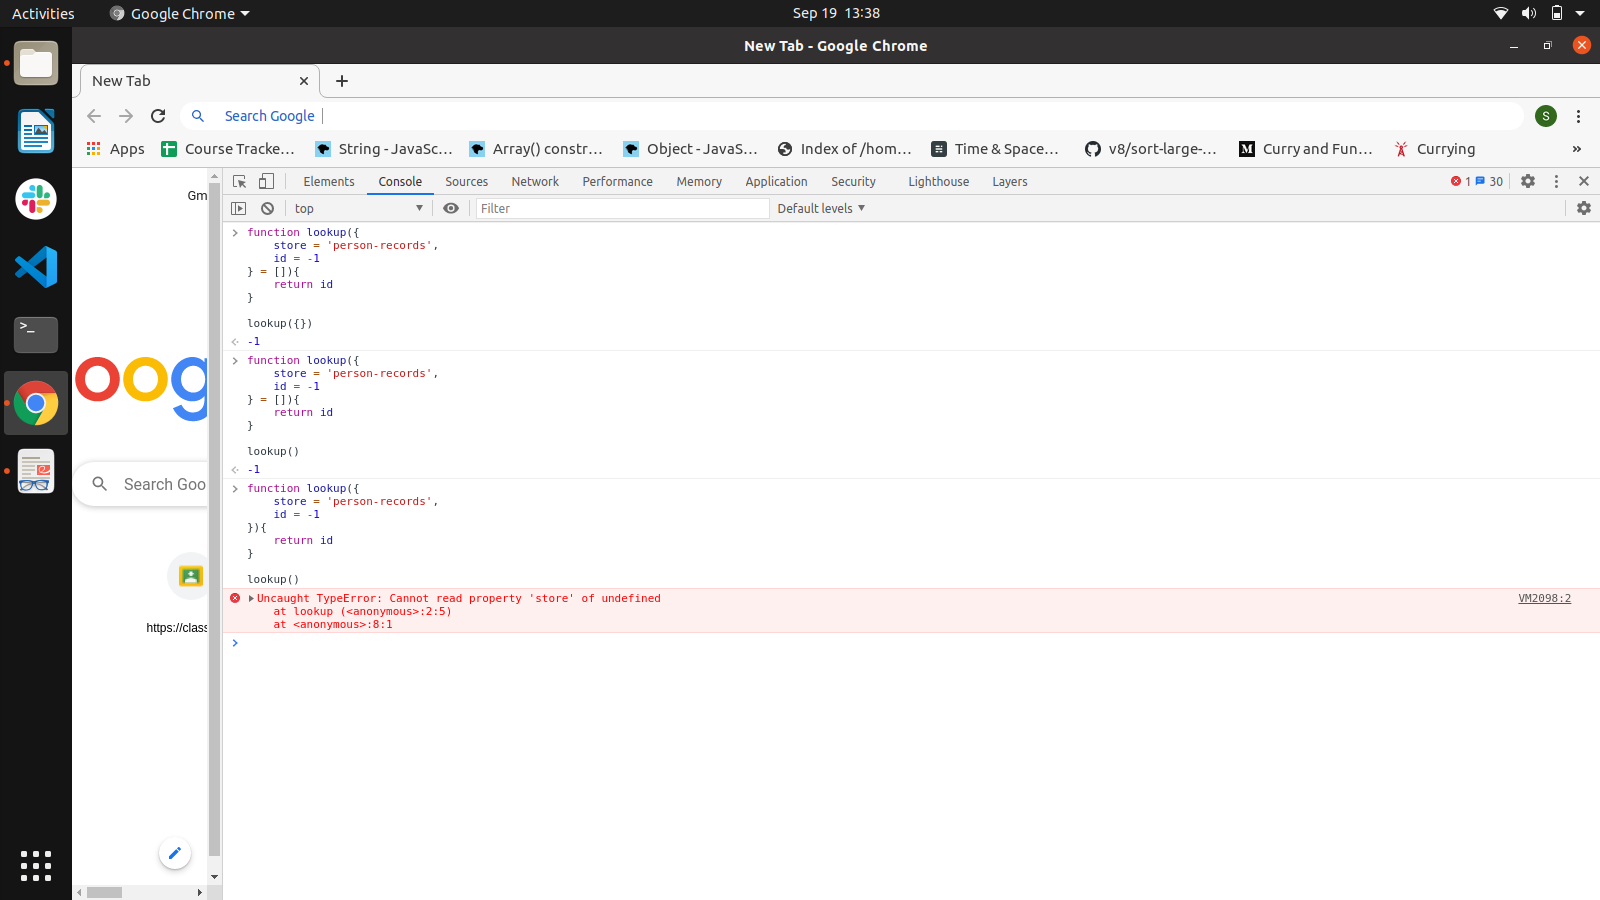 Activities
Google Chrome
Sep 19 13:38
New Tab - Google Chrome
New Tab
Search Google
S
Apps
Course Tracke...
String - JavaSc...
Array() constr...
Object - JavaS...
Index of /hom...
Time & Space...
v8/sort-large-...
M Curry and Fun...
Currying
»
Gm
oog
Search Goo
https://class
Elements Console Sources Network Performance Memory Application Security Lighthouse Layers
1 30
top
Filter
Default levels
function lookup({
    store = 'person-records',
    id = -1
} = []){
    return id
}
lookup({})
-1
function lookup({
    store = 'person-records',
    id = -1
} = []){
    return id
}
lookup()
-1
function lookup({
    store = 'person-records',
    id = -1
}){
    return id
}
lookup()
Uncaught TypeError: Cannot read property 'store' of undefined VM2098:2
    at lookup (<anonymous>:2:5)
    at <anonymous>:8:1